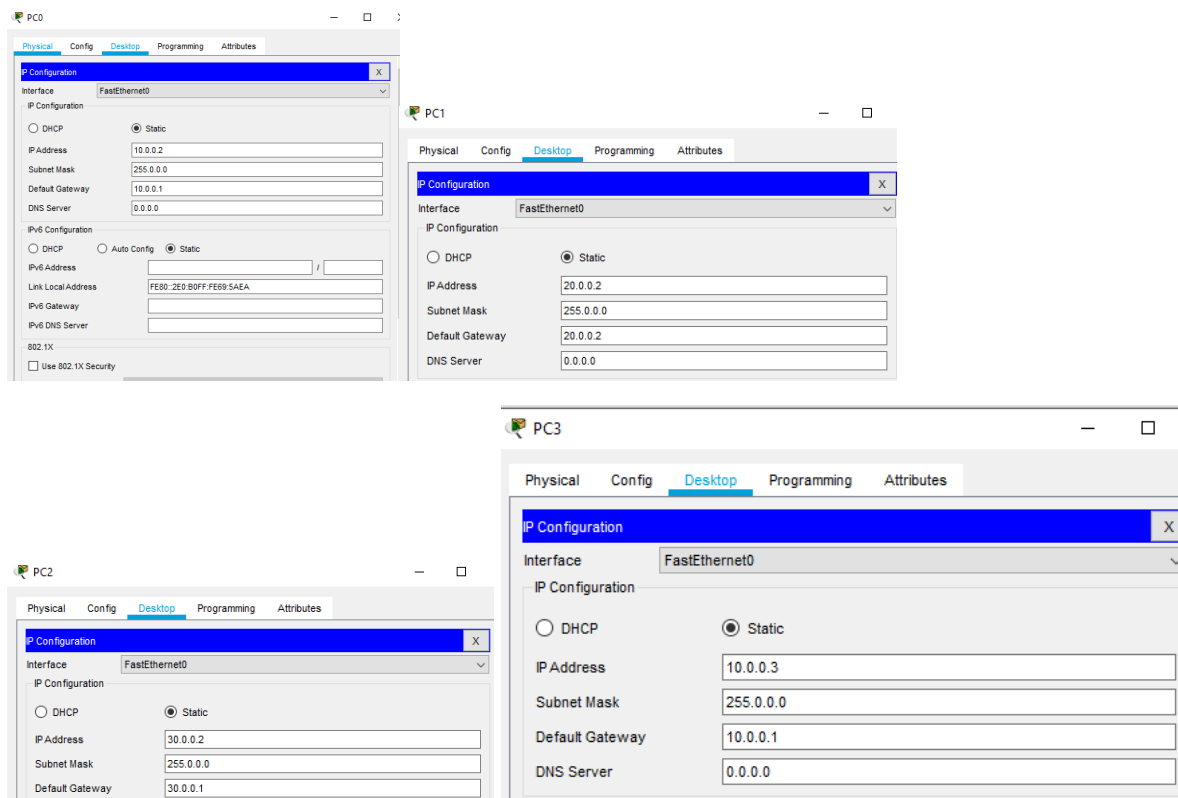 PC0
Physical Config Desktop Programming Attributes
IP Configuration X
Interface FastEthernet0
IP Configuration
DHCP Static
IP Address 10.0.0.2
Subnet Mask 255.0.0.0
Default Gateway 10.0.0.1
DNS Server 0.0.0.0
IPv6 Configuration
DHCP Auto Config Static
IPv6 Address /
Link Local Address FE80::2E0:B0FF:FE69:5AEA
IPv6 Gateway
IPv6 DNS Server
802.1X
Use 802.1X Security
PC1
Physical Config Desktop Programming Attributes
IP Configuration X
Interface FastEthernet0
IP Configuration
DHCP Static
IP Address 20.0.0.2
Subnet Mask 255.0.0.0
Default Gateway 20.0.0.2
DNS Server 0.0.0.0
PC2
Physical Config Desktop Programming Attributes
IP Configuration X
Interface FastEthernet0
IP Configuration
DHCP Static
IP Address 30.0.0.2
Subnet Mask 255.0.0.0
Default Gateway 30.0.0.1
PC3
Physical Config Desktop Programming Attributes
IP Configuration X
Interface FastEthernet0
IP Configuration
DHCP Static
IP Address 10.0.0.3
Subnet Mask 255.0.0.0
Default Gateway 10.0.0.1
DNS Server 0.0.0.0